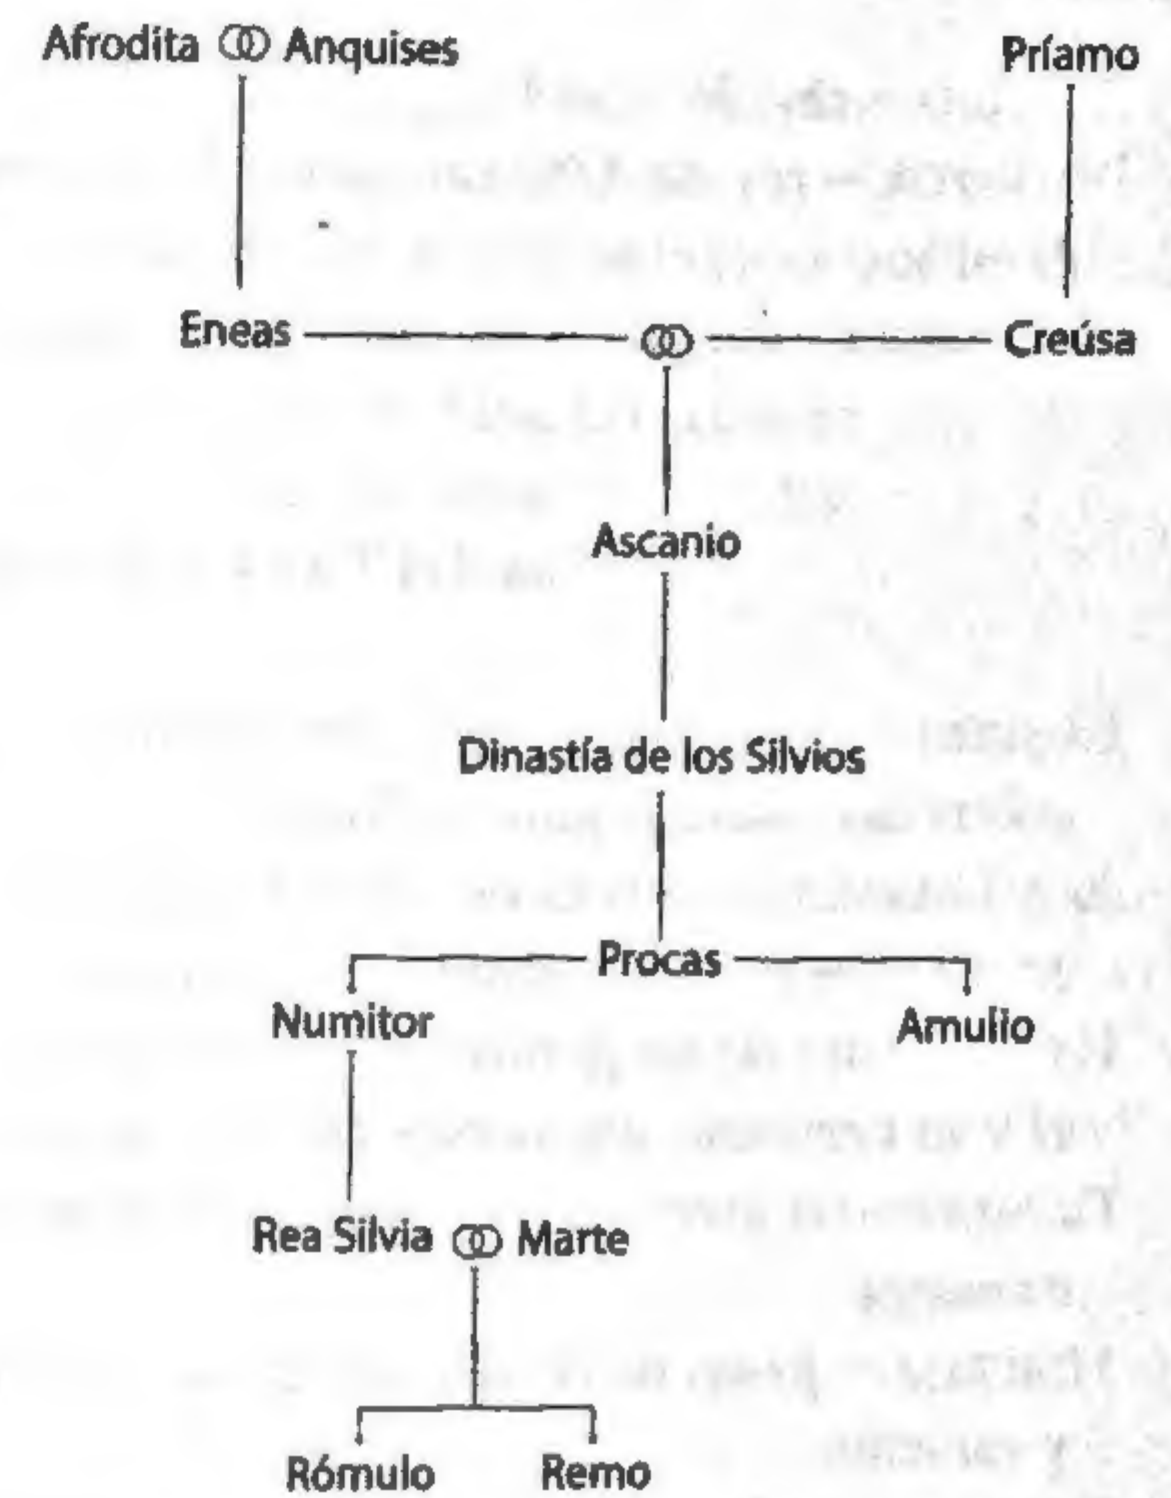 Afrodita Anquises Príamo
Eneas Creúsa
Ascanio
Dinastía de los Silvios
Procas
Numitor Amulio
Rea Silvia Marte
Rómulo Remo